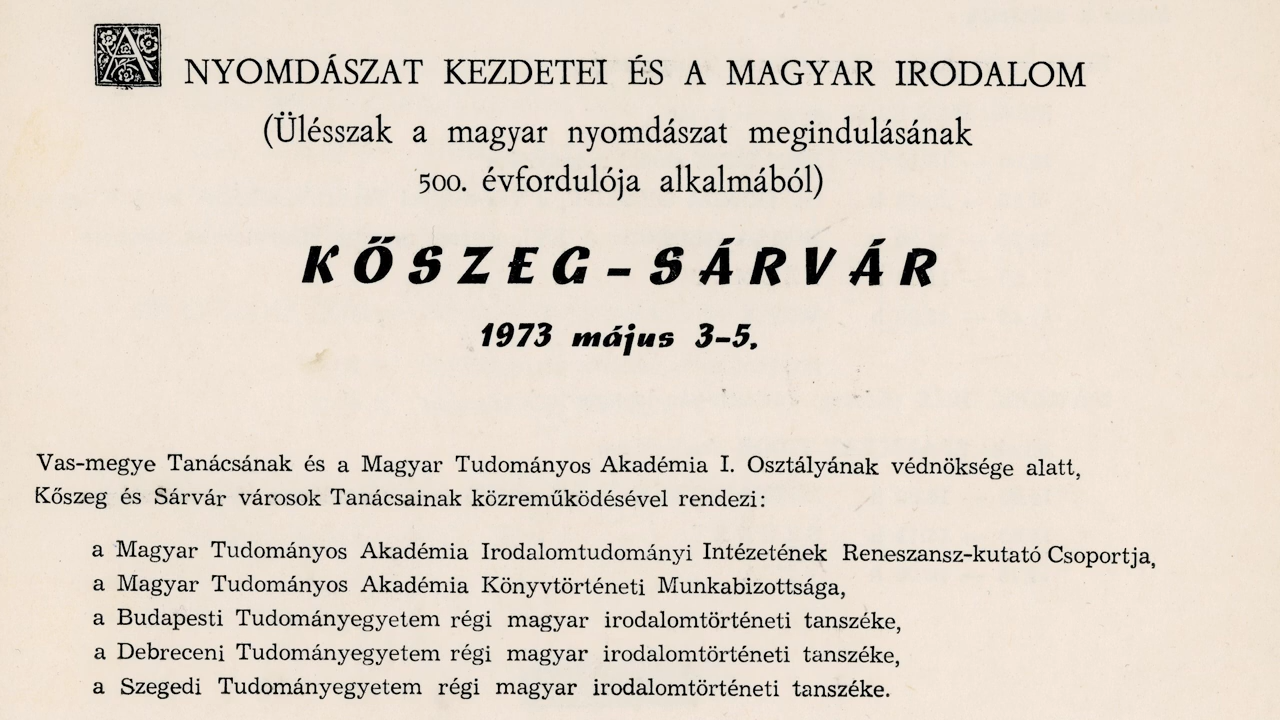 A NYOMDÁSZAT KEZDETEI ÉS A MAGYAR IRODALOM
(Ülésszak a magyar nyomdászat megindulásának
500. évfordulója alkalmából)
KŐSZEG-SÁRVÁR
1973 május 3-5.
Vas-megye Tanácsának és a Magyar Tudományos Akadémia I. Osztályának védnöksége alatt,
Kőszeg és Sárvár városok Tanácsainak közreműködésével rendezi:
a Magyar Tudományos Akadémia Irodalomtudományi Intézetének Reneszansz-kutató Csoportja,
a Magyar Tudományos Akadémia Könyvtörténeti Munkabizottsága,
a Budapesti Tudományegyetem régi magyar irodalomtörténeti tanszéke,
a Debreceni Tudományegyetem régi magyar irodalomtörténeti tanszéke,
a Szegedi Tudományegyetem régi magyar irodalomtörténeti tanszéke.